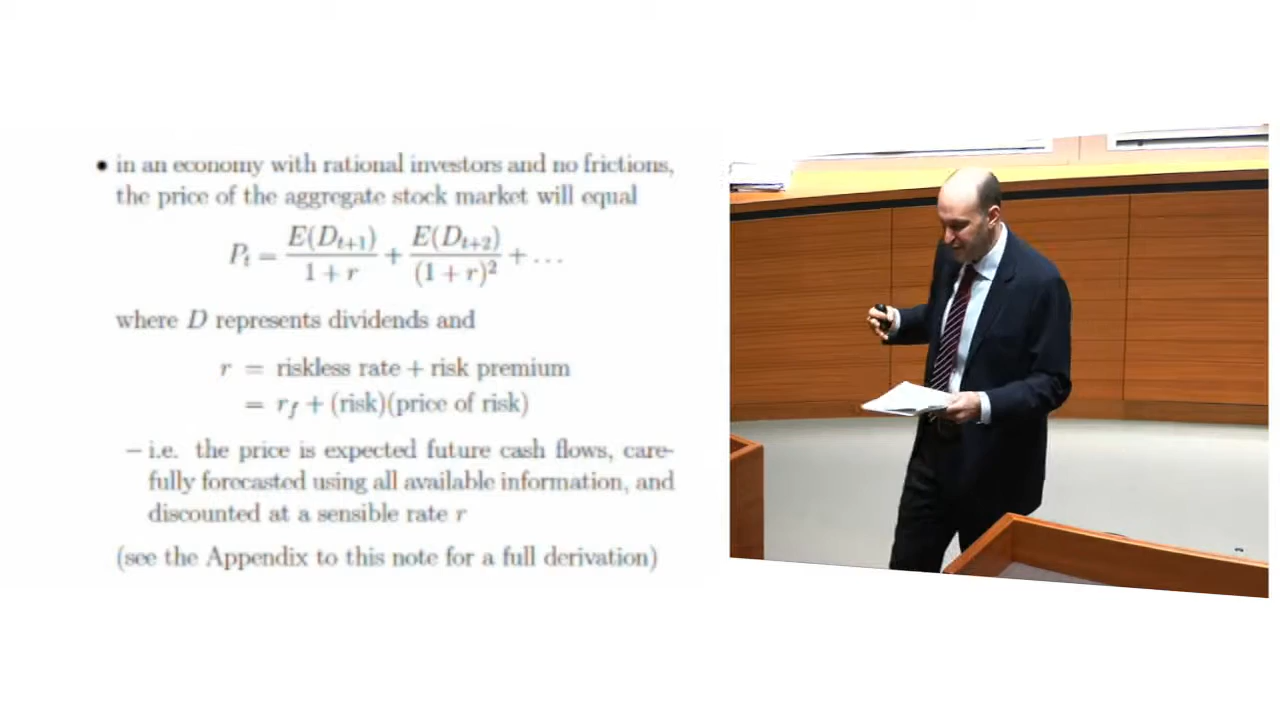 • in an economy with rational investors and no frictions,
the price of the aggregate stock market will equal
P_t = E(D_{t+1})/(1 + r) + E(D_{t+2})/(1 + r)^2 + ...
where D represents dividends and
r = riskless rate + risk premium
= r_f + (risk)(price of risk)
– i.e. the price is expected future cash flows, care-
fully forecasted using all available information, and
discounted at a sensible rate r
(see the Appendix to this note for a full derivation)